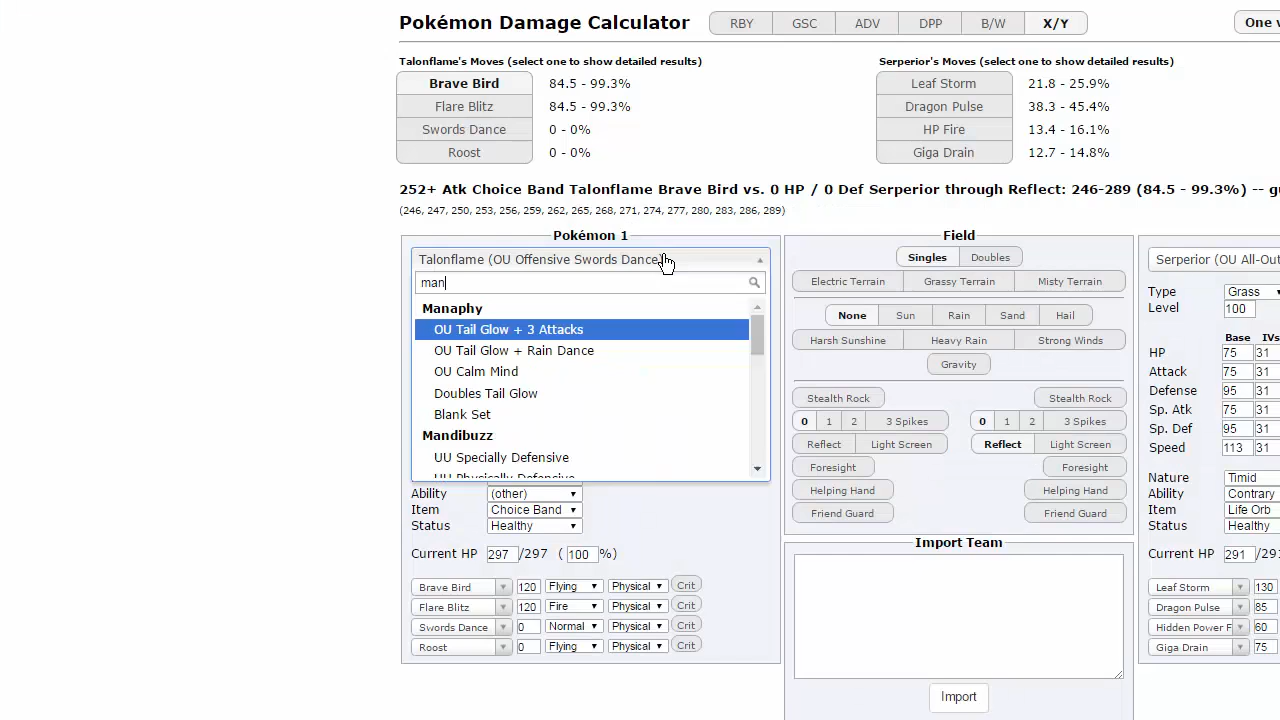 Pokémon Damage Calculator RBY GSC ADV DPP B/W X/Y One v
Talonflame's Moves (select one to show detailed results)
Brave Bird 84.5 - 99.3%
Flare Blitz 84.5 - 99.3%
Swords Dance 0 - 0%
Roost 0 - 0%
Serperior's Moves (select one to show detailed results)
Leaf Storm 21.8 - 25.9%
Dragon Pulse 38.3 - 45.4%
HP Fire 13.4 - 16.1%
Giga Drain 12.7 - 14.8%
252+ Atk Choice Band Talonflame Brave Bird vs. 0 HP / 0 Def Serperior through Reflect: 246-289 (84.5 - 99.3%) -- gu
(246, 247, 250, 253, 256, 259, 262, 265, 268, 271, 274, 277, 280, 283, 286, 289)
Pokémon 1
Talonflame (OU Offensive Swords Dance)
man
Manaphy
OU Tail Glow + 3 Attacks
OU Tail Glow + Rain Dance
OU Calm Mind
Doubles Tail Glow
Blank Set
Mandibuzz
UU Specially Defensive
UU Physically Defensive
Ability (other)
Item Choice Band
Status Healthy
Current HP 297 /297 ( 100 %)
Brave Bird 120 Flying Physical Crit
Flare Blitz 120 Fire Physical Crit
Swords Dance 0 Normal Physical Crit
Roost 0 Flying Physical Crit
Field
Singles Doubles
Electric Terrain Grassy Terrain Misty Terrain
None Sun Rain Sand Hail
Harsh Sunshine Heavy Rain Strong Winds
Gravity
Stealth Rock Stealth Rock
0 1 2 3 Spikes 0 1 2 3 Spikes
Reflect Light Screen Reflect Light Screen
Foresight Foresight
Helping Hand Helping Hand
Friend Guard Friend Guard
Import Team
Import
Serperior (OU All-Out
Type Grass
Level 100
Base IVs
HP 75 31
Attack 75 31
Defense 95 31
Sp. Atk 75 31
Sp. Def 95 31
Speed 113 31
Nature Timid
Ability Contrary
Item Life Orb
Status Healthy
Current HP 291 /291
Leaf Storm 130
Dragon Pulse 85
Hidden Power F 60
Giga Drain 75